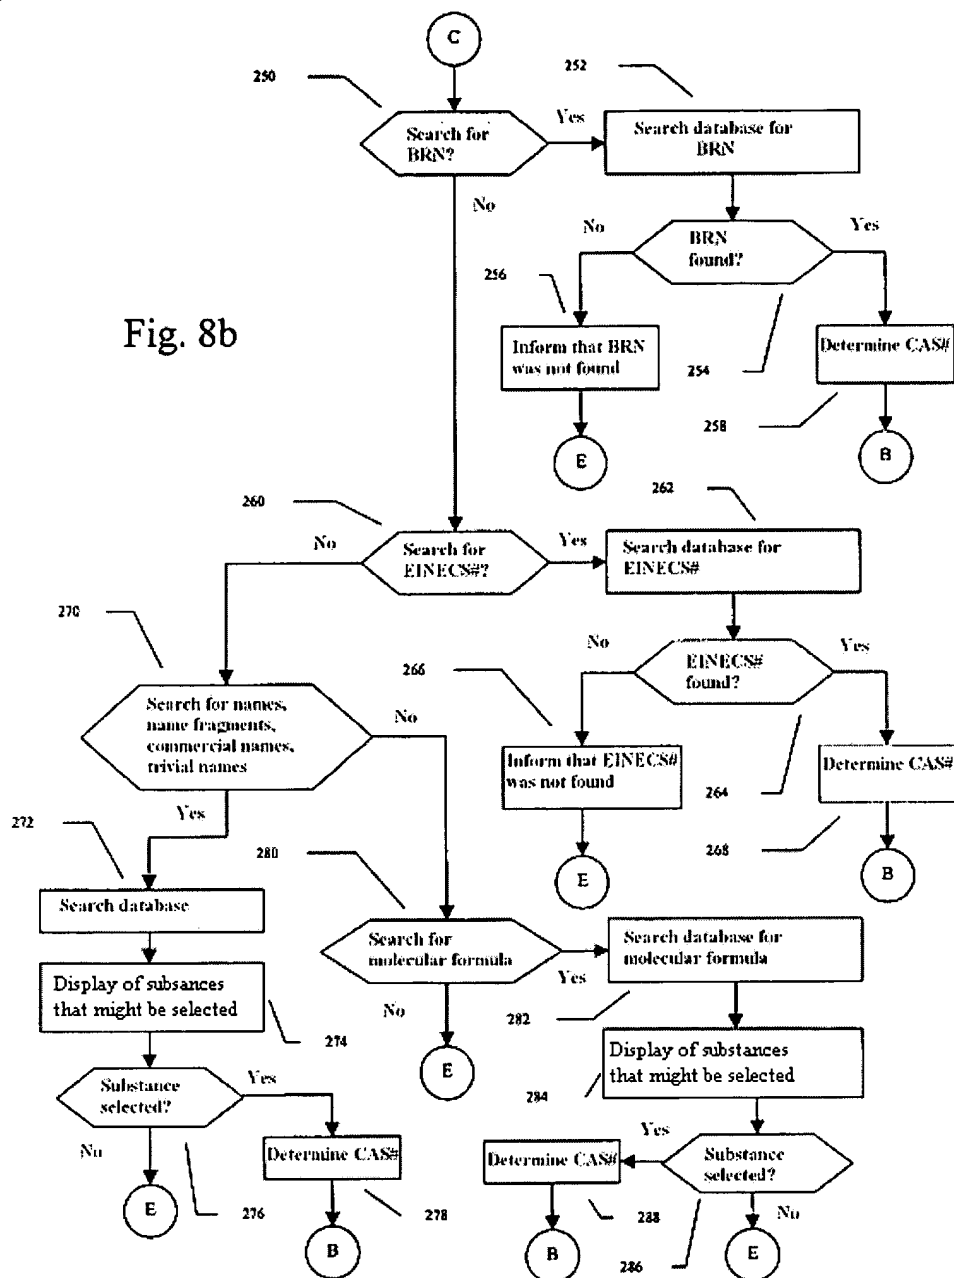 C
250
252
Search for
BRN?
Yes
Search database for
BRN
No
No
BRN
found?
Yes
256
Fig. 8b
Inform that BRN
was not found
254
Determine CAS#
258
E
B
260
262
No
Search for
EINECS#?
Yes
Search database for
EINECS#
270
No
EINECS#
found?
Yes
266
Search for names,
name fragments,
commercial names,
trivial names
No
Inform that EINECS#
was not found
264
Determine CAS#
272
Yes
280
268
E
B
Search database
Search for
molecular formula
Search database for
molecular formula
Yes
Display of subsances
that might be selected
No
282
274
E
Display of substances
that might be selected
284
Substance
selected?
Yes
No
Determine CAS#
Yes
Determine CAS#
Substance
selected?
E
276
278
288
No
B
B
286
E